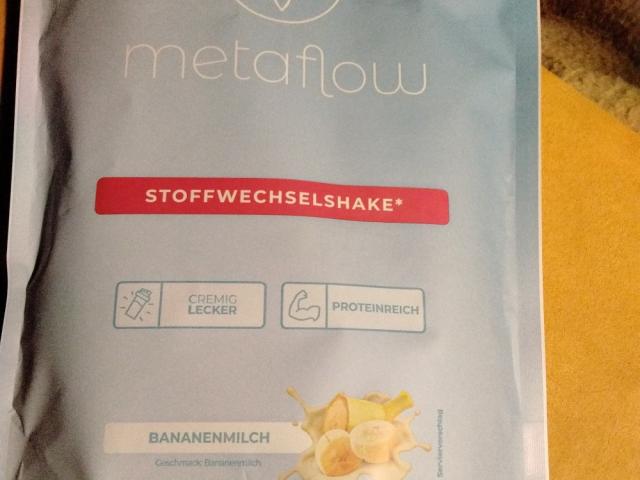 metaflow
STOFFWECHSELSHAKE*
CREMIG
LECKER
PROTEINREICH
BANANENMILCH
Geschmack: Bananenmilch
Serviervorschlag